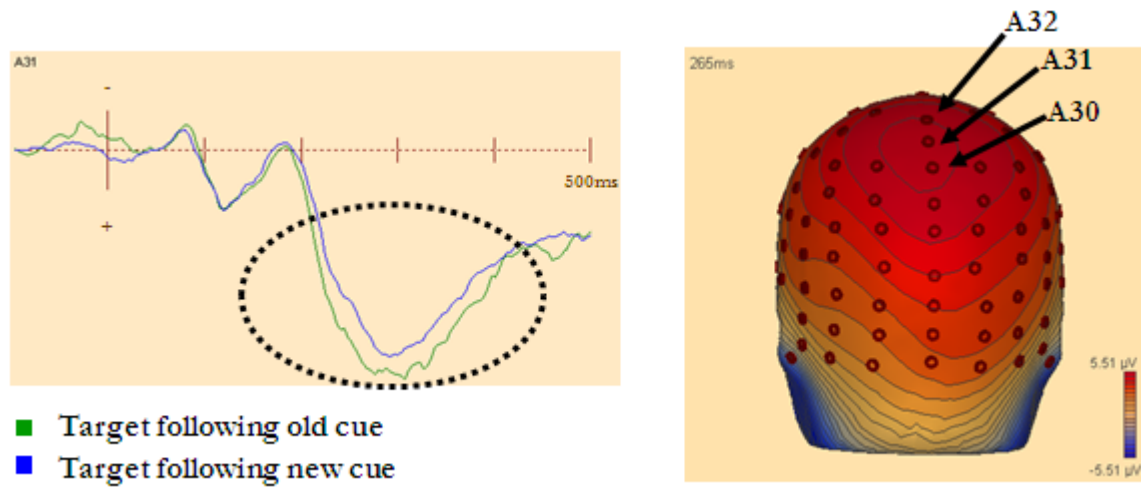 A31
-
+
500ms
Target following old cue
Target following new cue
A32
A31
A30
265ms
5.51 µV
-5.51 µV